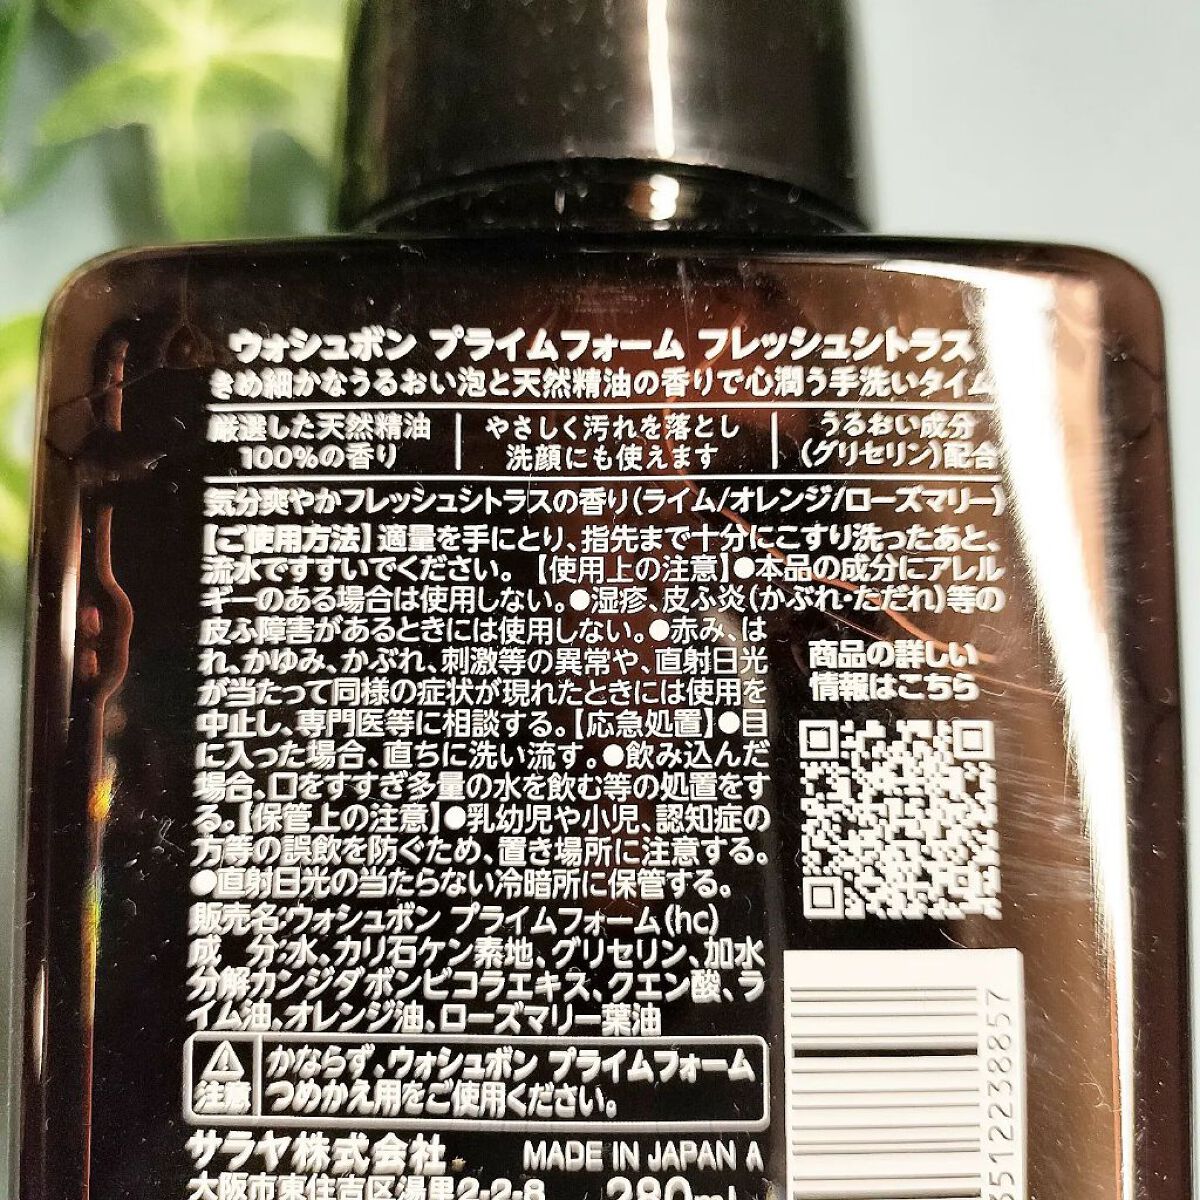 ウォシュボン プライムフォーム フレッシュシトラス
きめ細かなうるおい泡と天然精油の香りで心潤う手洗いタイム
厳選した天然精油
100%の香り
やさしく汚れを落とし
洗顔にも使えます
うるおい成分
(グリセリン)配合
気分爽やかフレッシュシトラスの香り(ライム/オレンジ/ローズマリー)
【ご使用方法】適量を手にとり、指先まで十分にこすり洗ったあと、
流水ですすいでください。【使用上の注意】●本品の成分にアレル
ギーのある場合は使用しない。●湿疹、皮ふ炎(かぶれ・ただれ)等の
皮ふ障害があるときには使用しない。●赤み、は
れ、かゆみ、かぶれ、刺激等の異常や、直射日光
が当たって同様の症状が現れたときには使用を
中止し、専門医等に相談する。【応急処置】●目
に入った場合、直ちに洗い流す。●飲み込んだ
場合、口をすすぎ多量の水を飲む等の処置をす
る。【保管上の注意】●乳幼児や小児、認知症の
方等の誤飲を防ぐため、置き場所に注意する。
●直射日光の当たらない冷暗所に保管する。
販売名:ウォシュボン プライムフォーム(hc)
成 分:水、カリ石ケン素地、グリセリン、加水
分解カンジダボンビコラエキス、クエン酸、ラ
イム油、オレンジ油、ローズマリー葉油
商品の詳しい
情報はこちら
注意
かならず、ウォシュボン プライムフォーム
つめかえ用をご使用ください。
サラヤ株式会社 MADE IN JAPAN A
大阪市東住吉区湯里2-2-8 280mL
8512238857